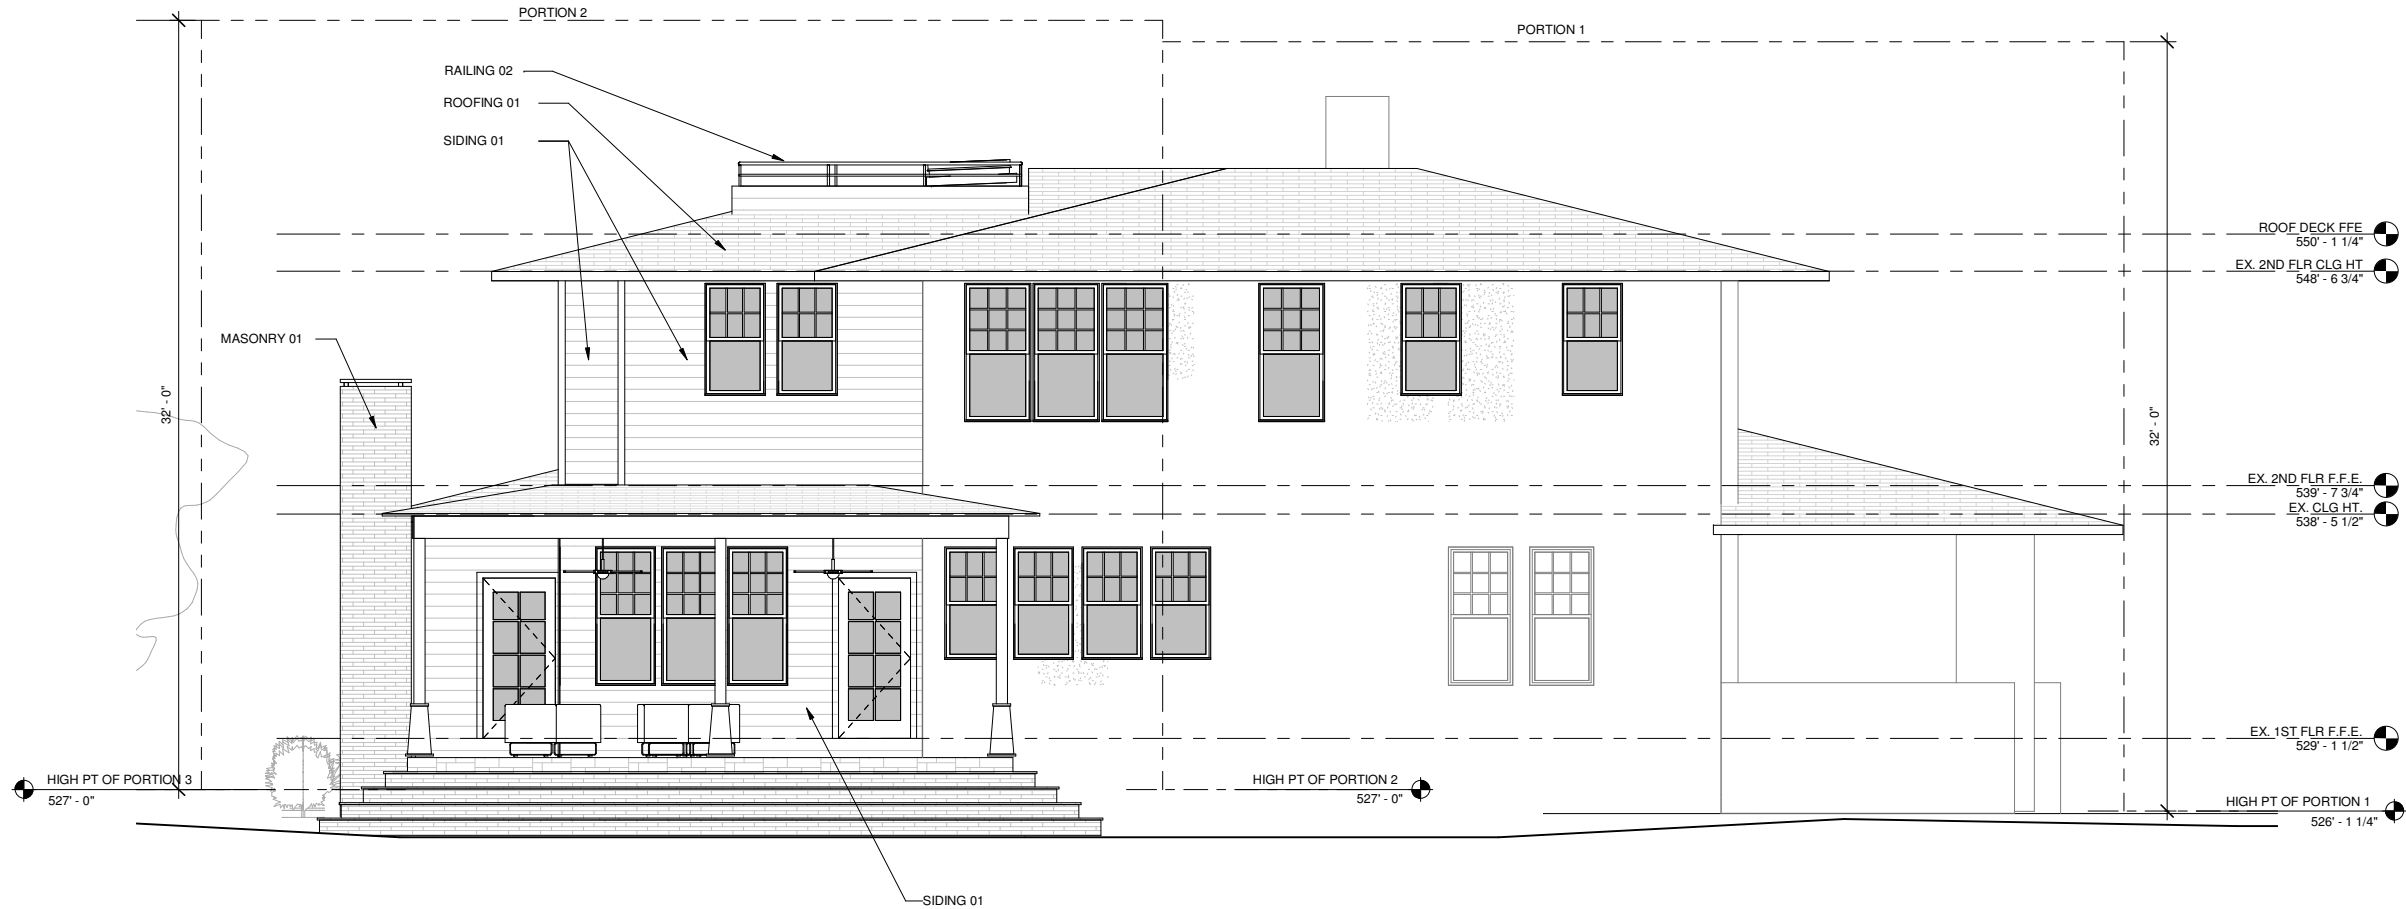 PORTION 2
PORTION 1
RAILING 02
ROOFING 01
SIDING 01
ROOF DECK FFE
550' - 1 1/4"
EX. 2ND FLR CLG HT
548' - 6 3/4"
MASONRY 01
32' - 0"
32' - 0"
EX. 2ND FLR F.F.E.
539' - 7 3/4"
EX. CLG HT.
538' - 5 1/2"
EX. 1ST FLR F.F.E.
529' - 1 1/2"
HIGH PT OF PORTION 3
527' - 0"
HIGH PT OF PORTION 2
527' - 0"
HIGH PT OF PORTION 1
526' - 1 1/4"
SIDING 01